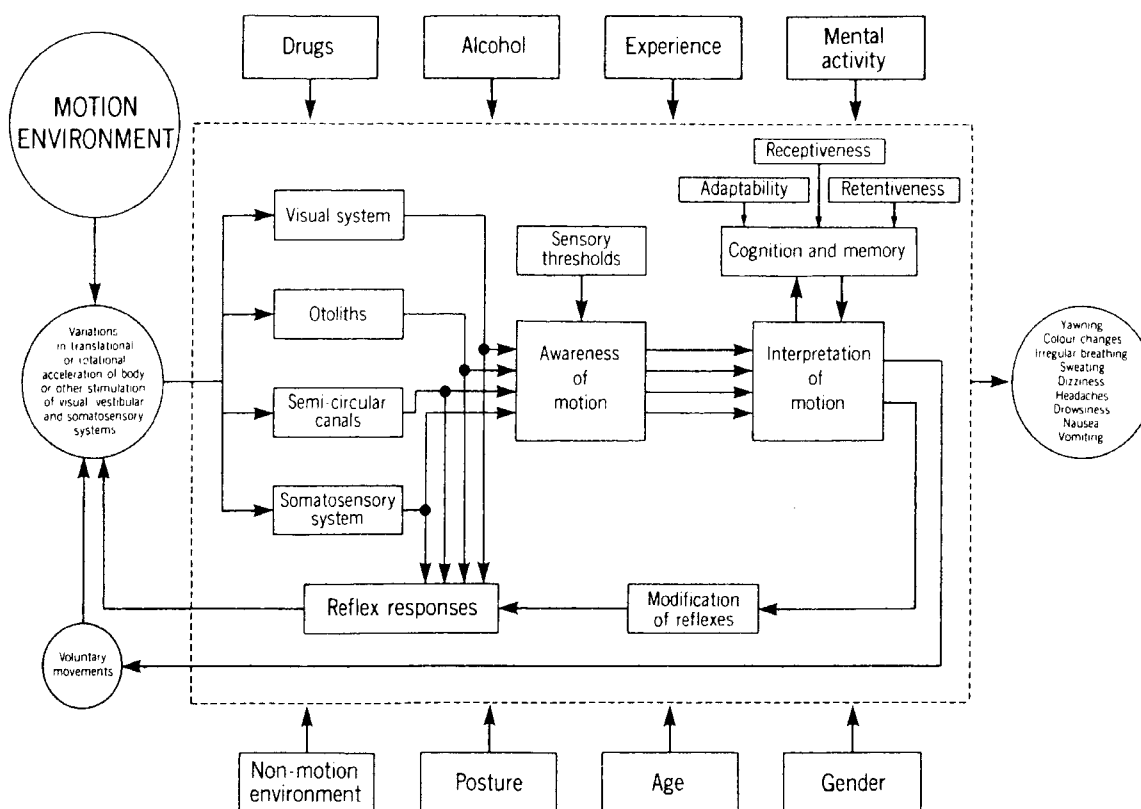 Drugs
Alcohol
Experience
Mental
activity
MOTION
ENVIRONMENT
Receptiveness
Adaptability
Retentiveness
Visual system
Sensory
thresholds
Cognition and memory
Otoliths
Variations
in translational
or rotational
acceleration of body
or other stimulation
of visual vestibular
and somatosensory
systems
Awareness
of
motion
Interpretation
of
motion
Yawning
Colour changes
Irregular breathing
Sweating
Dizziness
Headaches
Drowsiness
Nausea
Vomiting
Semi-circular
canals
Somatosensory
system
Reflex responses
Modification
of reflexes
Voluntary
movements
Non-motion
environment
Posture
Age
Gender